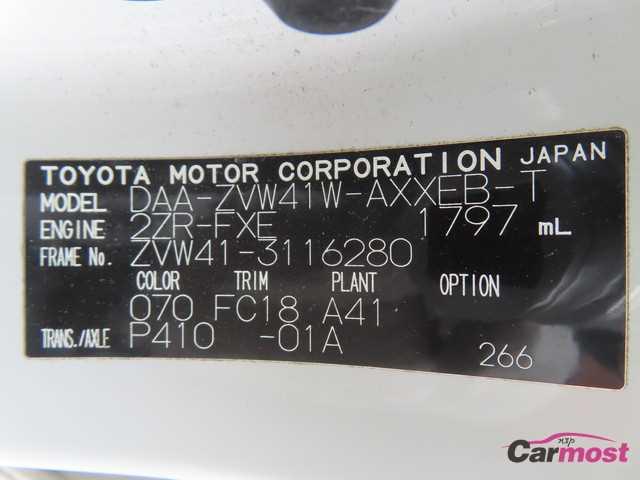 TOYOTA MOTOR CORPORATION JAPAN
MODEL DAA-ZVW41W-AXXEB-T
ENGINE 2ZR-FXE 1797 mL
FRAME No. ZVW41-3116280
COLOR TRIM PLANT OPTION
070 FC18 A41
TRANS./AXLE P410 -01A
266
nxp
Carmost